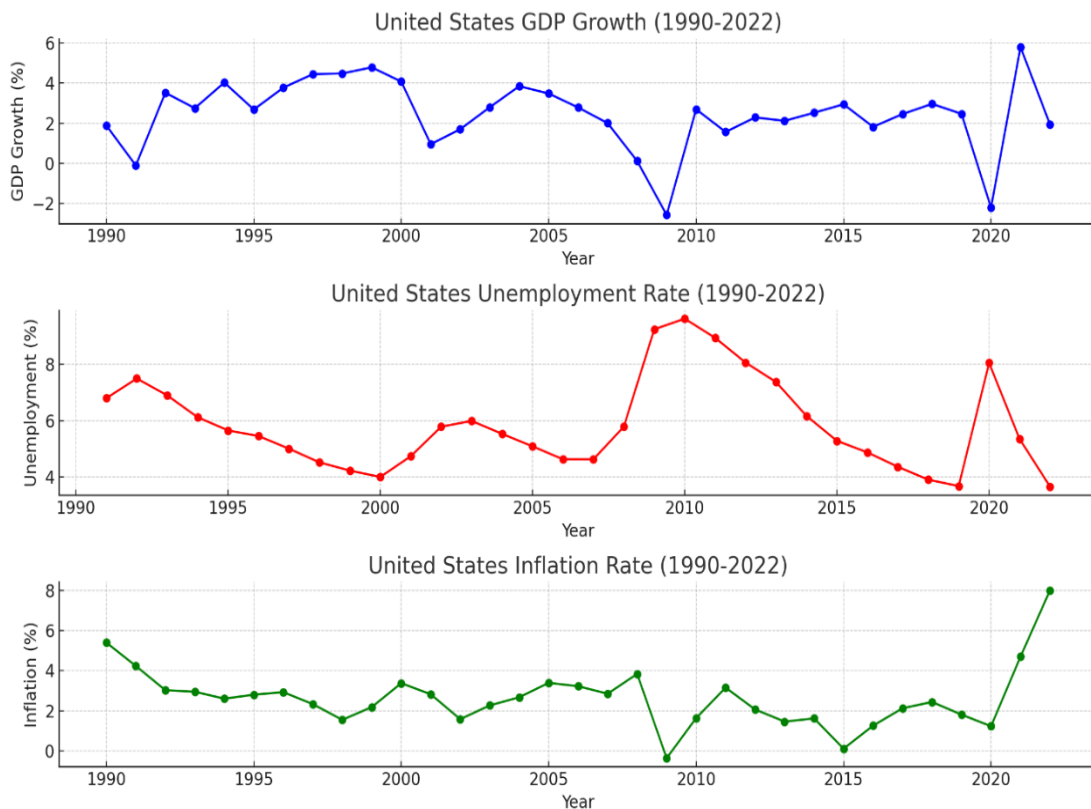 United States GDP Growth (1990-2022)
GDP Growth (%)
6
4
2
0
−2
1990 1995 2000 2005 2010 2015 2020
Year
United States Unemployment Rate (1990-2022)
Unemployment (%)
8
6
4
1990 1995 2000 2005 2010 2015 2020
Year
United States Inflation Rate (1990-2022)
Inflation (%)
8
6
4
2
0
1990 1995 2000 2005 2010 2015 2020
Year